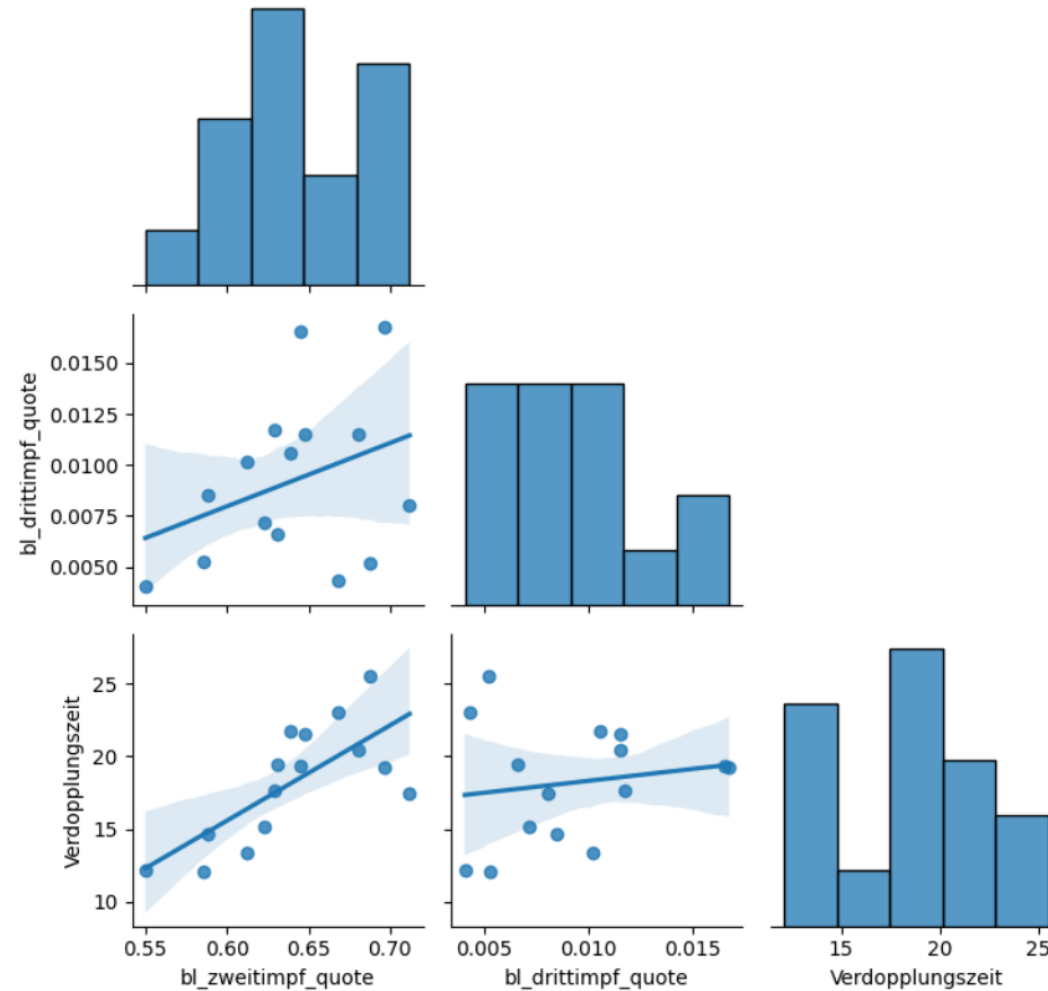 bl_drittimpf_quote
0.0150
0.0125
0.0100
0.0075
0.0050
Verdopplungszeit
25
20
15
10
0.55 0.60 0.65 0.70
bl_zweitimpf_quote
0.005 0.010 0.015
bl_drittimpf_quote
15 20 25
Verdopplungszeit